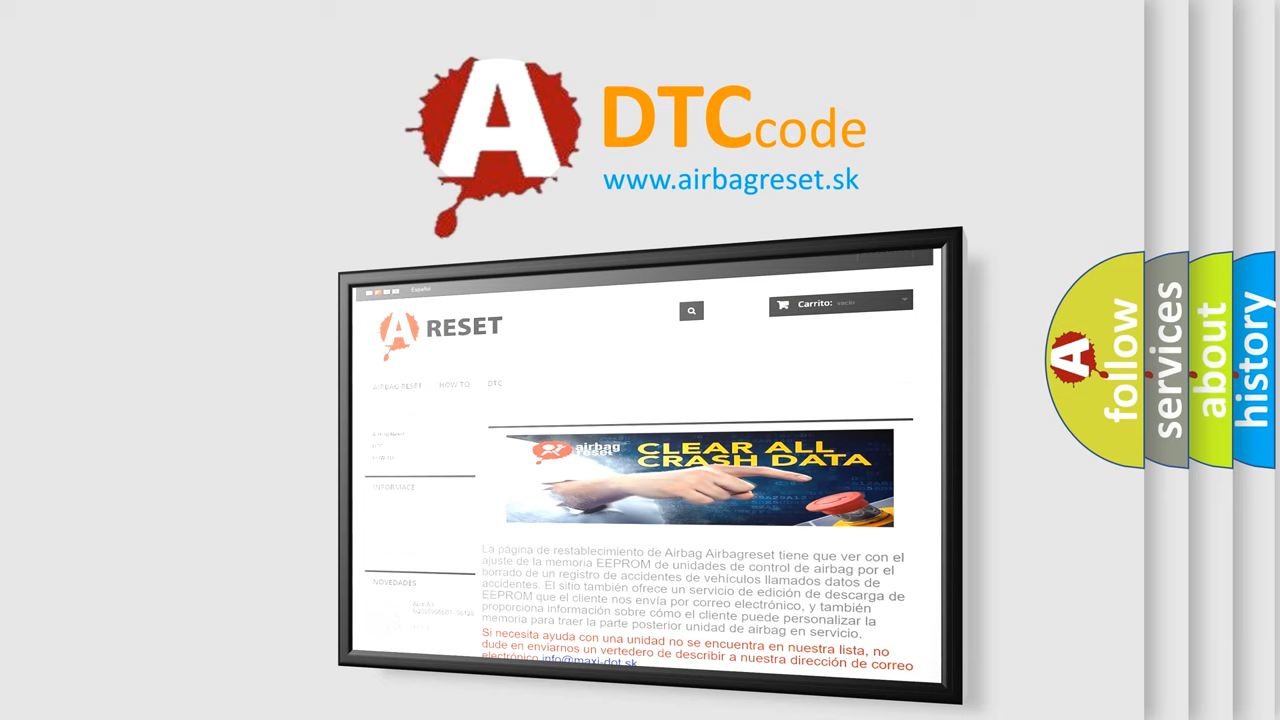 A DTCcode
www.airbagreset.sk
Español
A RESET
Carrito: vacío
AIRBAG RESET HOW TO DTC
INFORMACE
NOVEDADES
airbag
reset
CLEAR ALL
CRASH DATA
La página de restablecimiento de Airbag Airbagreset tiene que ver con el
ajuste de la memoria EEPROM de unidades de control de airbag por el
borrado de un registro de accidentes de vehículos llamados datos de
accidentes. El sitio también ofrece un servicio de edición de descarga de
EEPROM que el cliente nos envía por correo electrónico, y también
proporciona información sobre cómo el cliente puede personalizar la
memoria para traer la parte posterior unidad de airbag en servicio.
Si necesita ayuda con una unidad no se encuentra en nuestra lista, no
dude en enviarnos un vertedero de describir a nuestra dirección de correo
electrónico info@maxi-dot.sk
A
follow
services
about
history